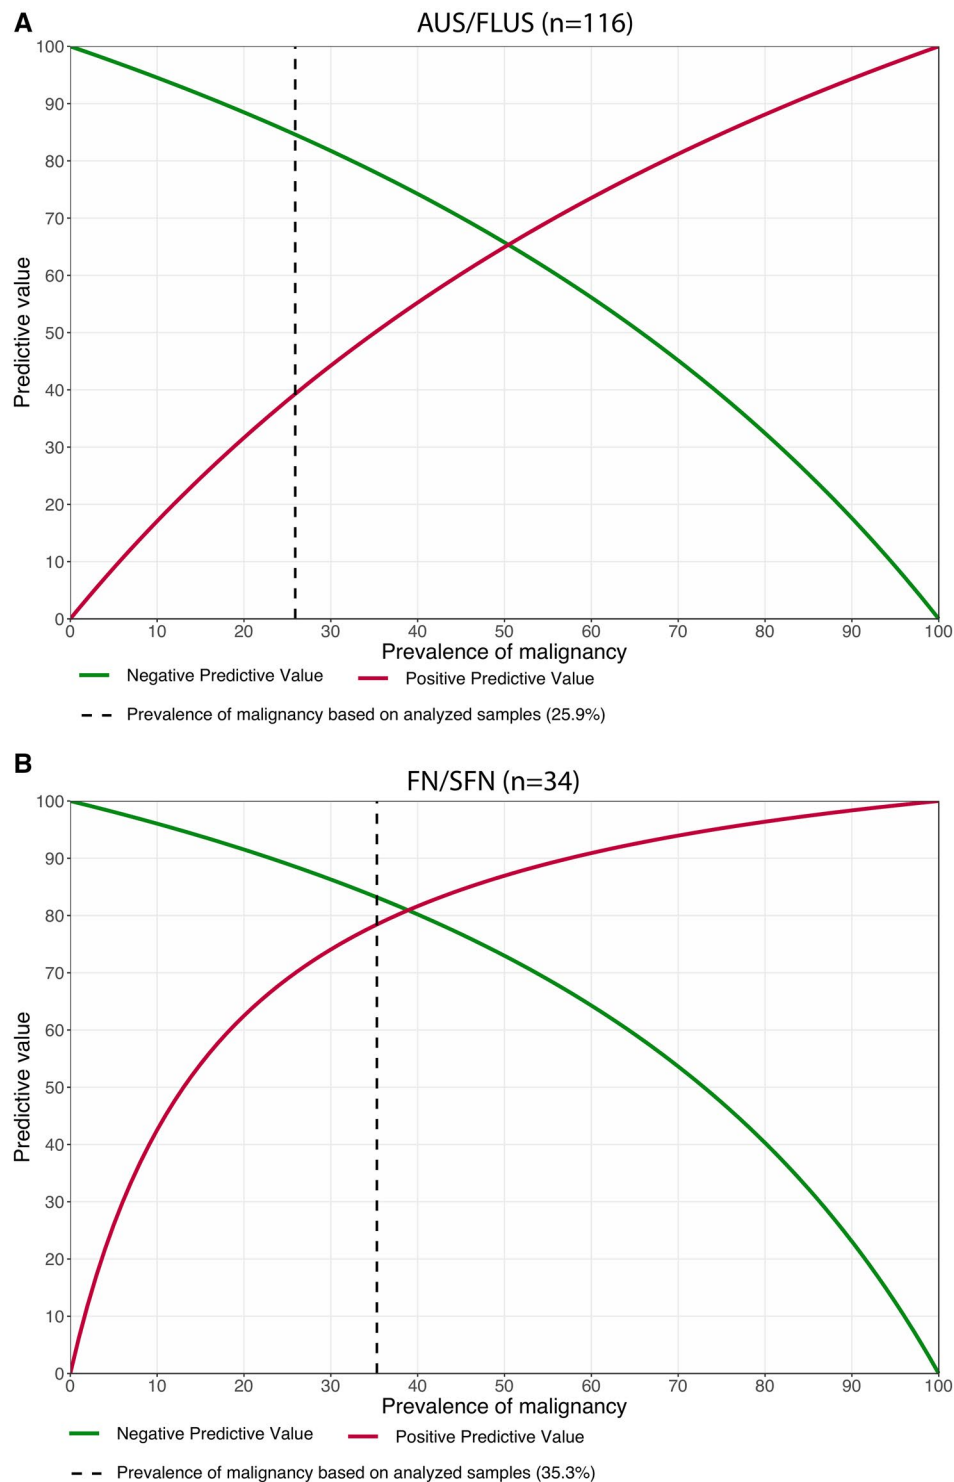 A
AUS/FLUS (n=116)
100
90
80
70
60
50
40
30
20
10
0
Predictive value
0 10 20 30 40 50 60 70 80 90 100
Prevalence of malignancy
Negative Predictive Value Positive Predictive Value
Prevalence of malignancy based on analyzed samples (25.9%)
B
FN/SFN (n=34)
100
90
80
70
60
50
40
30
20
10
0
Predictive value
0 10 20 30 40 50 60 70 80 90 100
Prevalence of malignancy
Negative Predictive Value Positive Predictive Value
Prevalence of malignancy based on analyzed samples (35.3%)